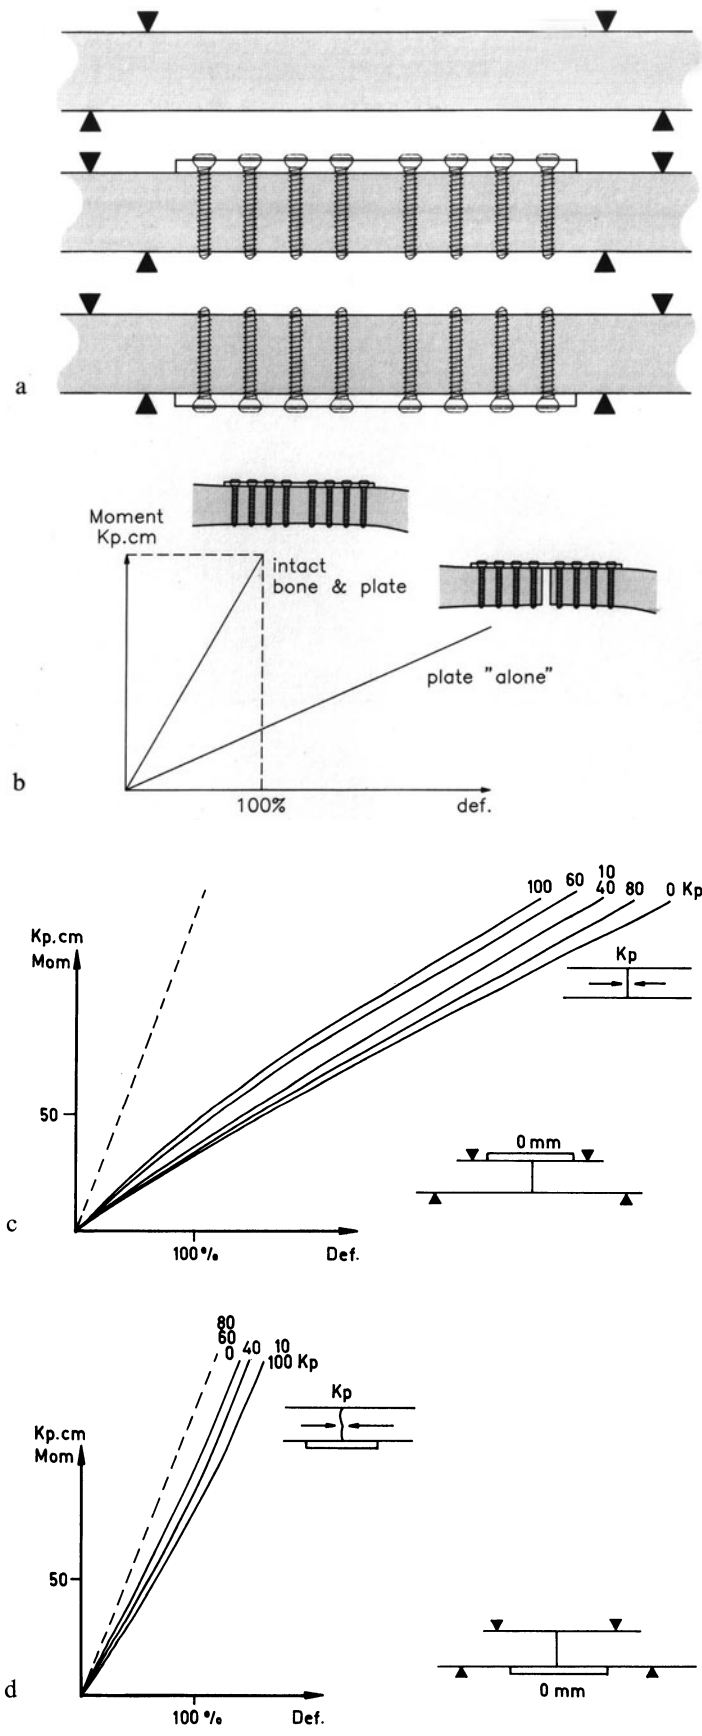 a
Moment
Kp.cm
intact
bone & plate
plate "alone"
b
100%
def.
100 60 10 40 80 0 Kp
Kp.cm
Mom
Kp
50
0 mm
c
100%
Def.
80
60
0 40 10
100 Kp
Kp
Kp.cm
Mom
50
d
0 mm
100%
Def.